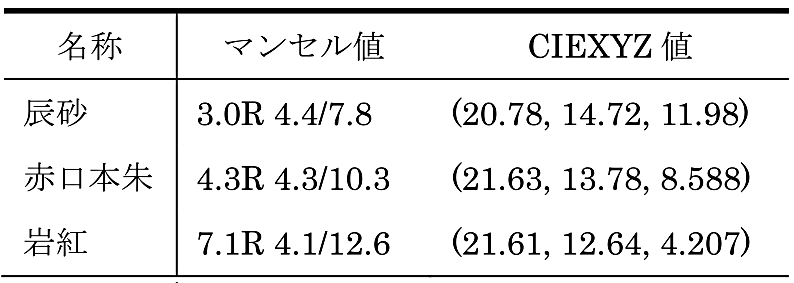 名称 マンセル値 CIEXYZ 値
辰砂 3.0R 4.4/7.8 (20.78, 14.72, 11.98)
赤口本朱 4.3R 4.3/10.3 (21.63, 13.78, 8.588)
岩紅 7.1R 4.1/12.6 (21.61, 12.64, 4.207)